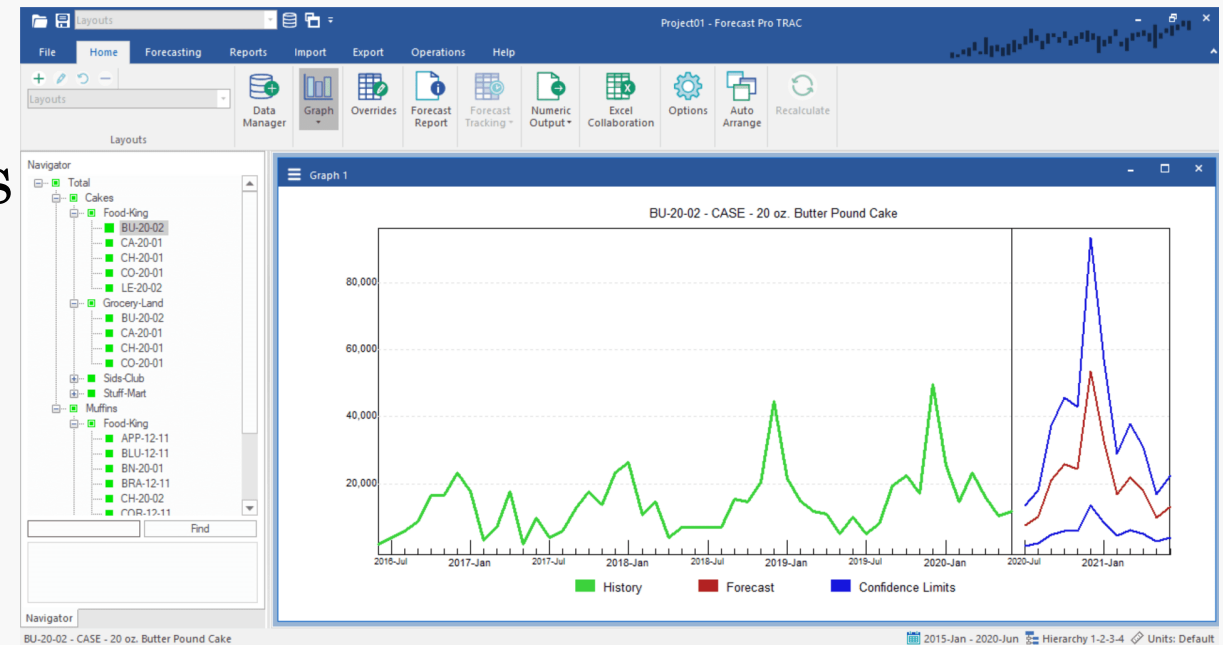 Layouts
Project01 - Forecast Pro TRAC
File Home Forecasting Reports Import Export Operations Help
Layouts
Layouts
Data Manager
Graph
Overrides
Forecast Report
Forecast Tracking
Numeric Output
Excel Collaboration
Options
Auto Arrange
Recalculate
s
Navigator
Total
Cakes
Food-King
BU-20-02
CA-20-01
CH-20-01
CO-20-01
LE-20-02
Grocery-Land
BU-20-02
CA-20-01
CH-20-01
CO-20-01
Sids-Club
Stuff-Mart
Muffins
Food-King
APP-12-11
BLU-12-11
BN-20-01
BRA-12-11
CH-20-02
COR-12-11
Find
Navigator
Graph 1
BU-20-02 - CASE - 20 oz. Butter Pound Cake
80,000
60,000
40,000
20,000
2016-Jul 2017-Jan 2017-Jul 2018-Jan 2018-Jul 2019-Jan 2019-Jul 2020-Jan 2020-Jul 2021-Jan
History Forecast Confidence Limits
BU-20-02 - CASE - 20 oz. Butter Pound Cake
2015-Jan - 2020-Jun Hierarchy 1-2-3-4 Units: Default